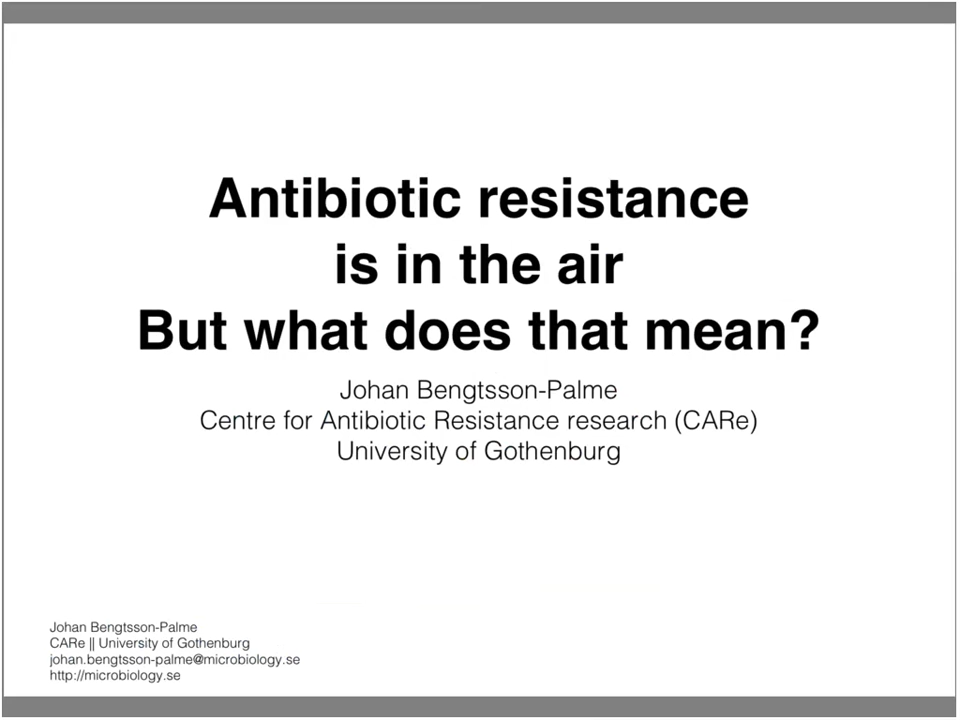 Antibiotic resistance
is in the air
But what does that mean?
Johan Bengtsson-Palme
Centre for Antibiotic Resistance research (CARe)
University of Gothenburg
Johan Bengtsson-Palme
CARe || University of Gothenburg
johan.bengtsson-palme@microbiology.se
http://microbiology.se